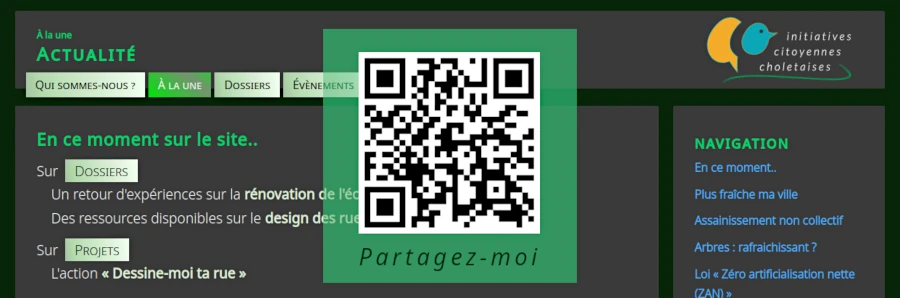 À la une
Actualité
initiatives
citoyennes
choletaises
Qui sommes-nous ?
À la une
Dossiers
Évènements
En ce moment sur le site..
Sur Dossiers
Un retour d'expériences sur la rénovation de l'éc
Des ressources disponibles sur le design des rue
Sur Projets
L'action « Dessine-moi ta rue »
Partagez-moi
NAVIGATION
En ce moment..
Plus fraîche ma ville
Assainissement non collectif
Arbres : rafraichissant ?
Loi « Zéro artificialisation nette
(ZAN) »